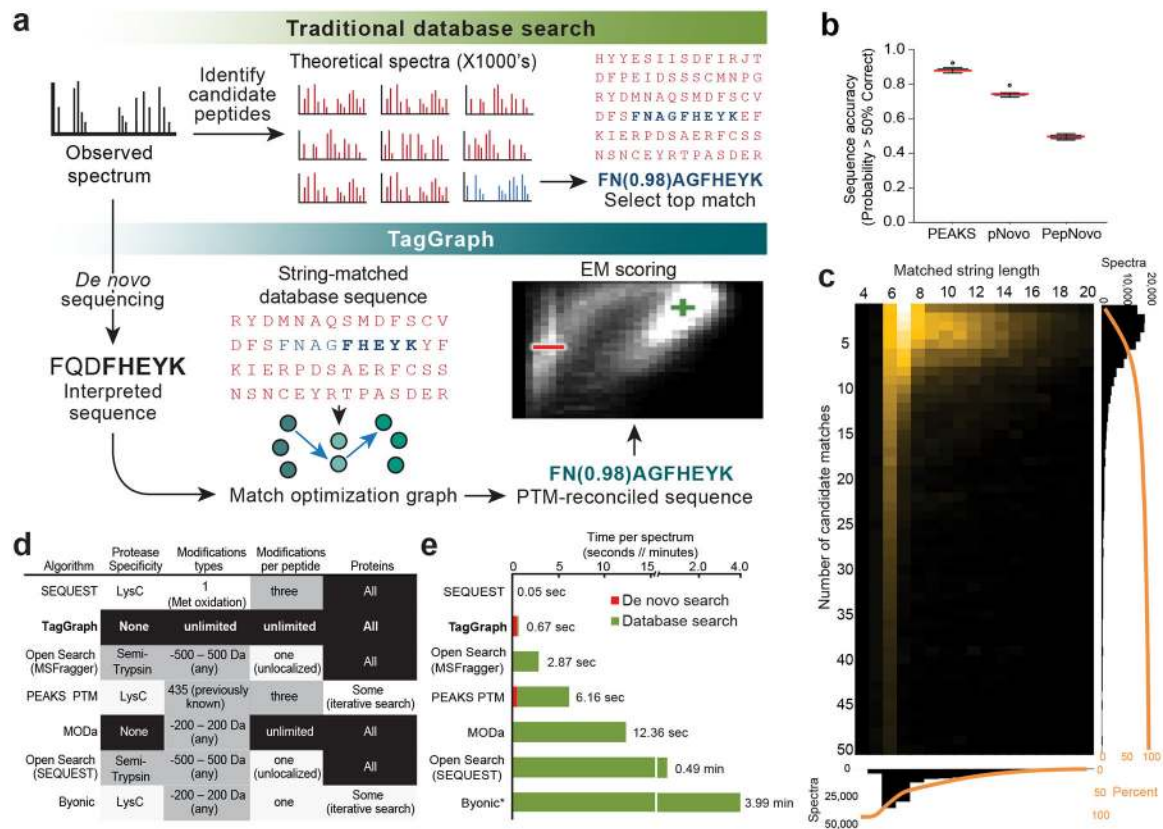 a
Traditional database search
Observed
spectrum
Identify
candidate
peptides
Theoretical spectra (X1000's)
HYYESIISDFIRJT
DFPEIDSSSCMNPG
RYDMNAQSMDFSCV
DFSFNAGFHEYKEF
KIERPDSAERFCSS
NSNCEYRTPASDER
FN(0.98)AGFHEYK
Select top match
TagGraph
De novo
sequencing
FQDFHEYK
Interpreted
sequence
String-matched
database sequence
RYDMNAQSMDFSCV
DFSFNAGFHEYKYF
KIERPDSAERFCSS
NSNCEYRTPASDER
Match optimization graph
EM scoring
FN(0.98)AGFHEYK
PTM-reconciled sequence
b
Sequence accuracy
(Probability > 50% Correct)
1.0
0.8
0.6
0.4
0.2
0
PEAKS pNovo PepNovo
c
Matched string length
4 6 8 10 12 14 16 18 20
Number of candidate matches
5
10
15
20
25
30
35
40
45
50
Spectra
0
10,000
20,000
0 50 100
Percent
Spectra
0
25,000
50,000
0
50
100
d
Algorithm Protease Specificity Modifications types Modifications per peptide Proteins
SEQUEST LysC 1 (Met oxidation) three All
TagGraph None unlimited unlimited All
Open Search (MSFragger) Semi-Trypsin -500 – 500 Da (any) one (unlocalized) All
PEAKS PTM LysC 435 (previously known) three Some (iterative search)
MODa None -200 – 200 Da (any) unlimited All
Open Search (SEQUEST) Semi-Trypsin -500 – 500 Da (any) one (unlocalized) All
Byonic LysC -200 – 200 Da (any) one Some (iterative search)
e
Time per spectrum
(seconds // minutes)
0 5 10 15 2.0 4.0
De novo search
Database search
SEQUEST 0.05 sec
TagGraph 0.67 sec
Open Search
(MSFragger) 2.87 sec
PEAKS PTM 6.16 sec
MODa 12.36 sec
Open Search
(SEQUEST) 0.49 min
Byonic* 3.99 min